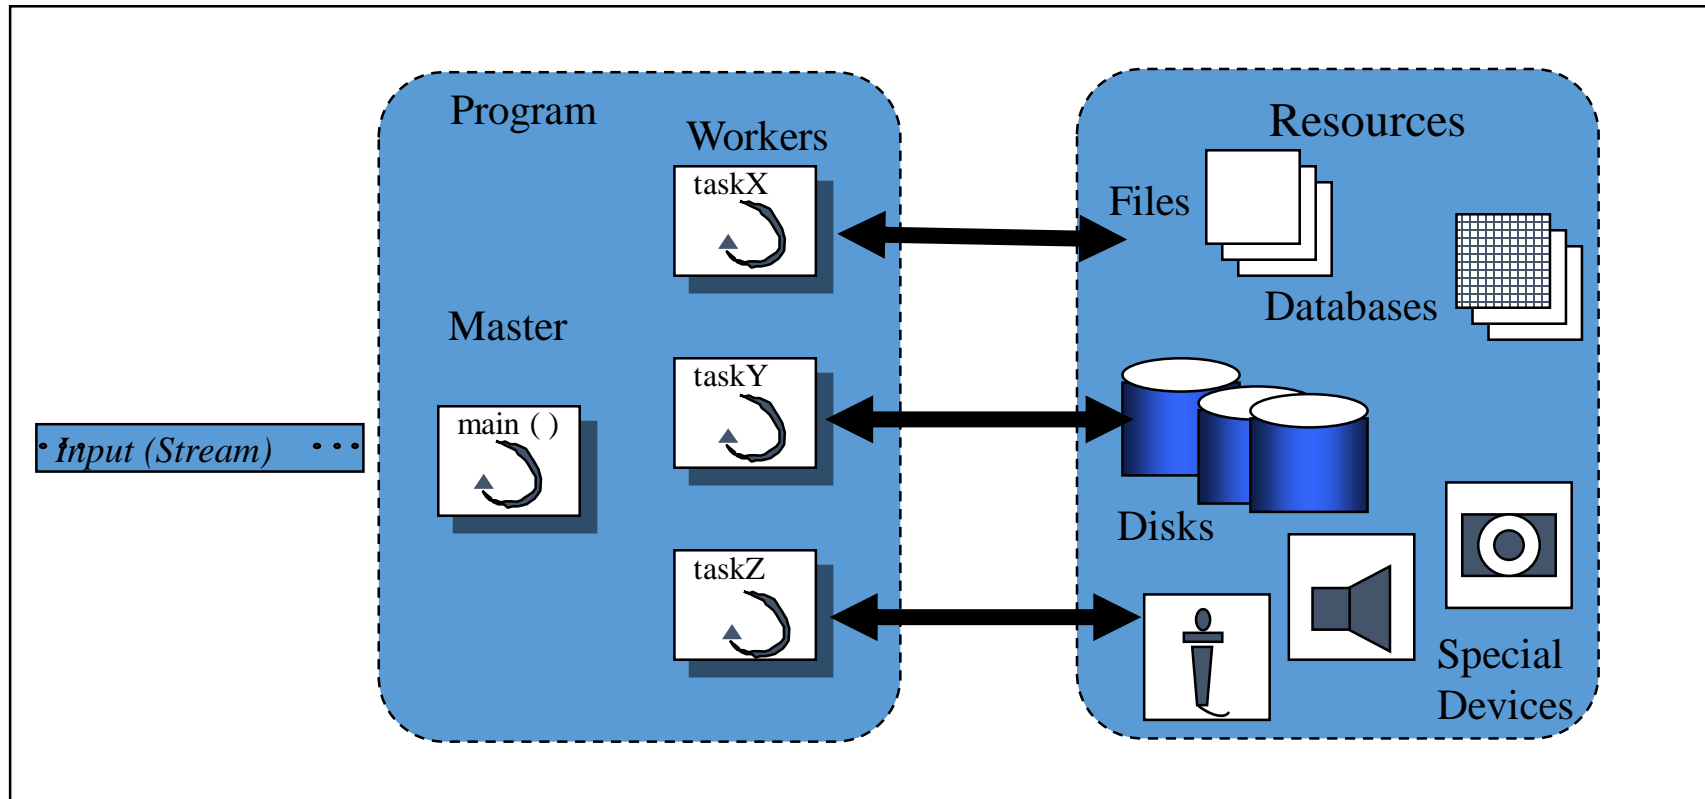 Program
Workers
taskX
Master
main ( )
taskY
taskZ
Input (Stream)
Resources
Files
Databases
Disks
Special
Devices